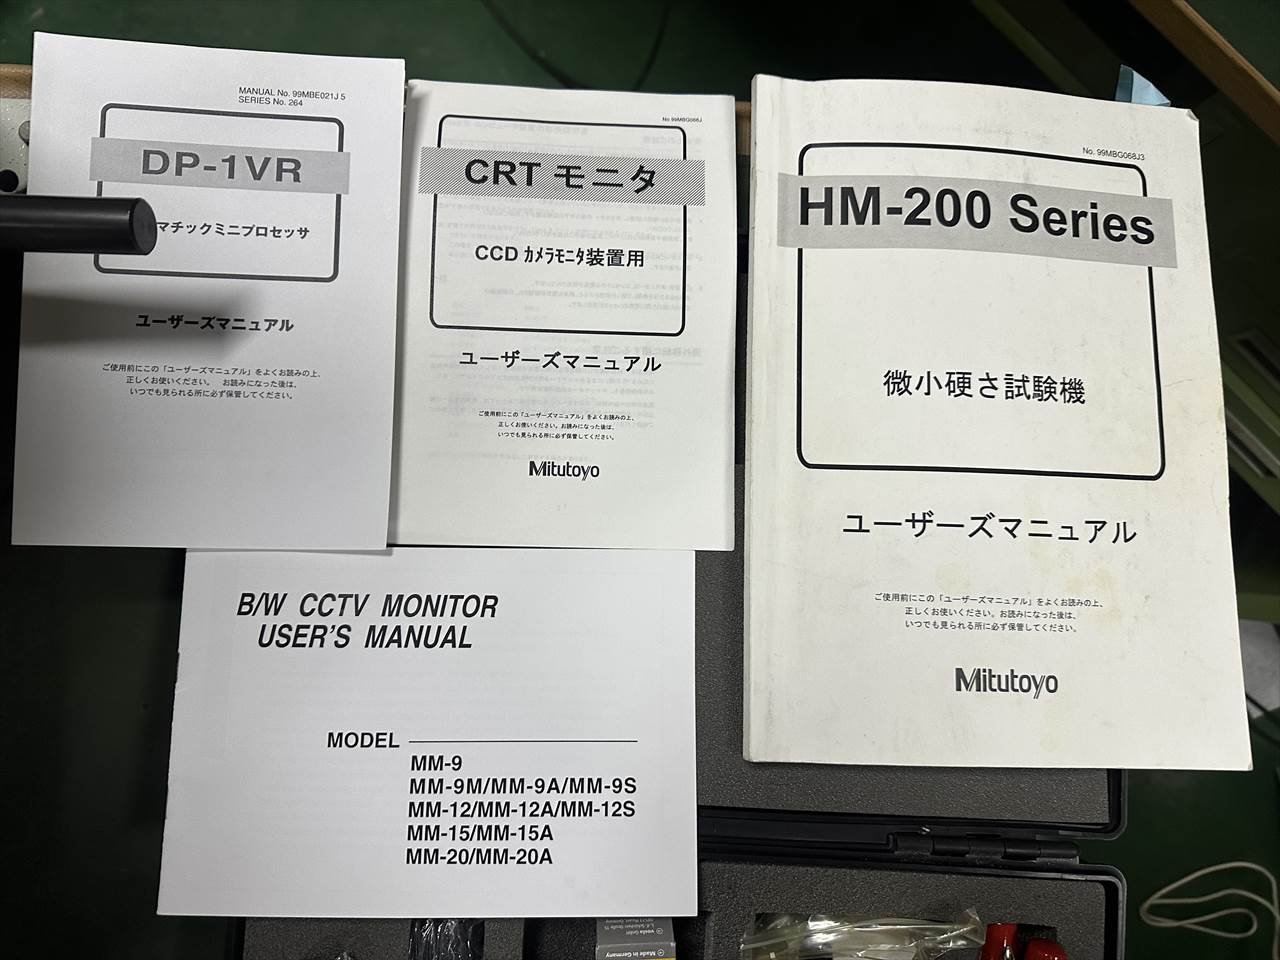 MANUAL No. 99MBE021J 5
SERIES No. 264
DP-1VR
マチックミニプロセッサ
ユーザーズマニュアル
ご使用前にこの「ユーザーズマニュアル」をよくお読みの上、
正しくお使いください。 お読みになった後は、
いつでも見られる所に必ず保管してください。
No. 99MBG066J
CRT モニタ
CCD ｶﾒﾗﾓﾆﾀ装置用
ユーザーズマニュアル
ご使用前にこの「ユーザーズマニュアル」をよくお読みの上、
正しくお使いください。お読みになった後は、
いつでも見られる所に必ず保管してください。
Mitutoyo
No. 99MBG068J3
HM-200 Series
微小硬さ試験機
ユーザーズマニュアル
ご使用前にこの「ユーザーズマニュアル」をよくお読みの上、
正しくお使いください。お読みになった後は、
いつでも見られる所に必ず保管してください。
Mitutoyo
B/W CCTV MONITOR
USER'S MANUAL
MODEL
MM-9
MM-9M/MM-9A/MM-9S
MM-12/MM-12A/MM-12S
MM-15/MM-15A
MM-20/MM-20A
Made in Germany